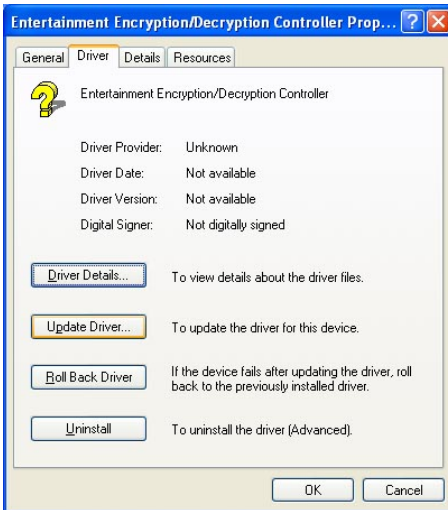 Entertainment Encryption/Decryption Controller Prop...
General Driver Details Resources
Entertainment Encryption/Decryption Controller
Driver Provider: Unknown
Driver Date: Not available
Driver Version: Not available
Digital Signer: Not digitally signed
Driver Details... To view details about the driver files.
Update Driver... To update the driver for this device.
Roll Back Driver If the device fails after updating the driver, roll
back to the previously installed driver.
Uninstall To uninstall the driver (Advanced).
OK Cancel